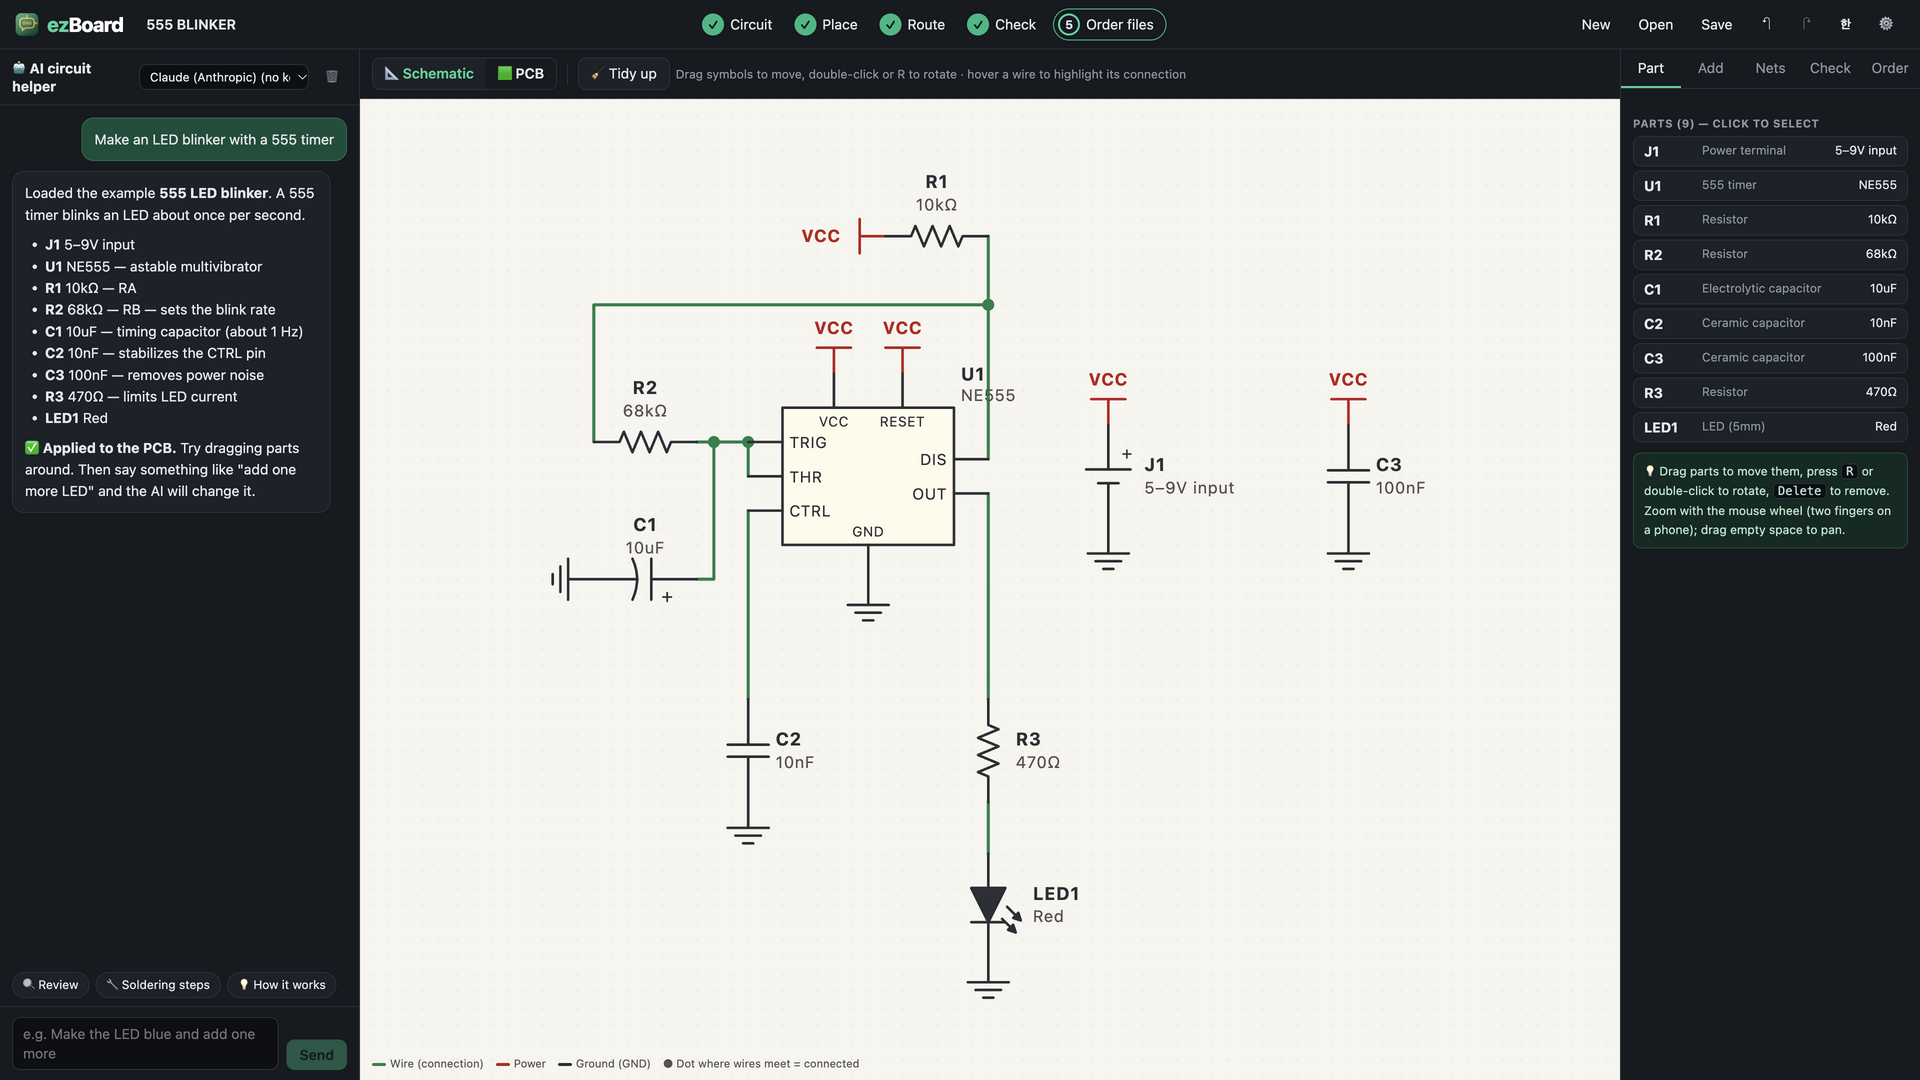 ezBoard
555 BLINKER
✓ Circuit
✓ Place
✓ Route
✓ Check
5 Order files
New
Open
Save
한
AI circuit helper
Claude (Anthropic) (no k
Schematic
PCB
Tidy up
Drag symbols to move, double-click or R to rotate · hover a wire to highlight its connection
Part
Add
Nets
Check
Order
Make an LED blinker with a 555 timer
Loaded the example 555 LED blinker. A 555
timer blinks an LED about once per second.
• J1 5–9V input
• U1 NE555 — astable multivibrator
• R1 10kΩ — RA
• R2 68kΩ — RB — sets the blink rate
• C1 10uF — timing capacitor (about 1 Hz)
• C2 10nF — stabilizes the CTRL pin
• C3 100nF — removes power noise
• R3 470Ω — limits LED current
• LED1 Red
✅ Applied to the PCB. Try dragging parts
around. Then say something like "add one
more LED" and the AI will change it.
Review
Soldering steps
How it works
e.g. Make the LED blue and add one
more
Send
R1
10kΩ
VCC
VCC
VCC
U1
NE555
R2
68kΩ
VCC
RESET
TRIG
THR
CTRL
DIS
OUT
GND
C1
10uF
+
VCC
+
J1
5–9V input
VCC
C3
100nF
C2
10nF
R3
470Ω
LED1
Red
Wire (connection)
Power
Ground (GND)
Dot where wires meet = connected
PARTS (9) — CLICK TO SELECT
J1 Power terminal 5–9V input
U1 555 timer NE555
R1 Resistor 10kΩ
R2 Resistor 68kΩ
C1 Electrolytic capacitor 10uF
C2 Ceramic capacitor 10nF
C3 Ceramic capacitor 100nF
R3 Resistor 470Ω
LED1 LED (5mm) Red
Drag parts to move them, press R or
double-click to rotate, Delete to remove.
Zoom with the mouse wheel (two fingers on
a phone); drag empty space to pan.